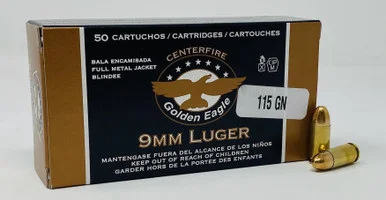 50 CARTUCHOS / CARTRIDGES / CARTOUCHES
CENTERFIRE
BALA ENCAMISADA
FULL METAL JACKET
BLINDEE
Golden Eagle
115 GN
9MM LUGER
MANTENGASE FUERA DEL ALCANCE DE LOS NIÑOS
KEEP OUT OF REACH OF CHILDREN
GARDER HORS DE LA PORTEE DES ENFANTS